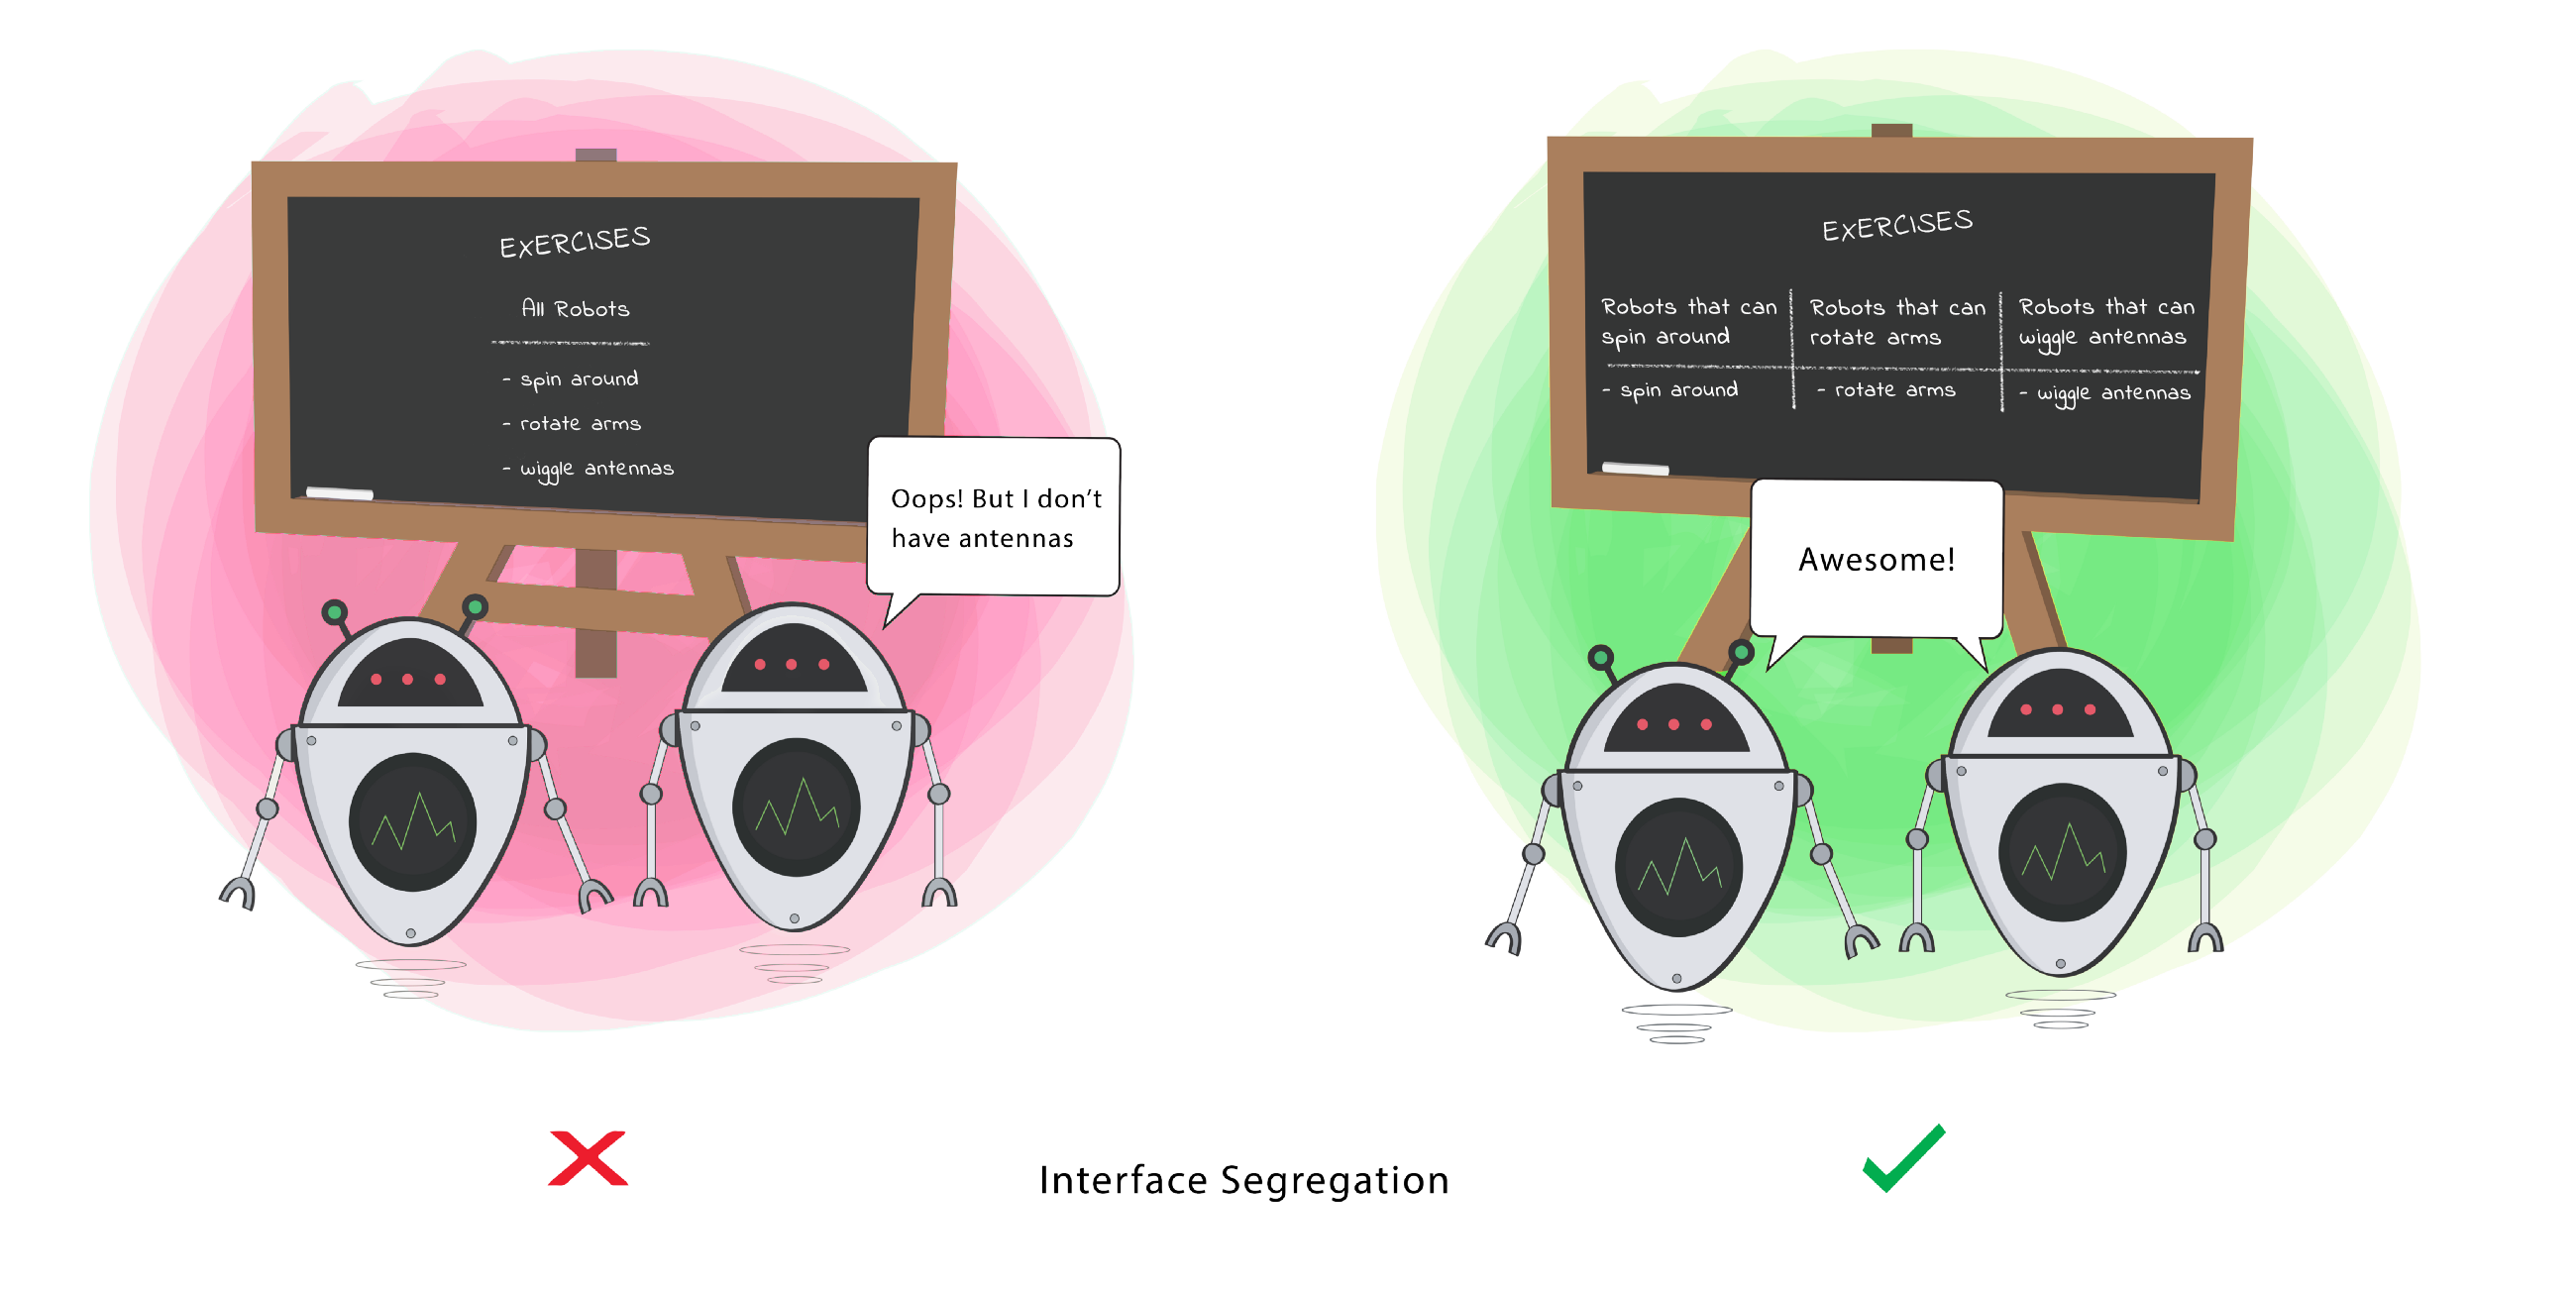 EXERCISES
All Robots
- spin around
- rotate arms
- wiggle antennas
Oops! But I don't
have antennas
EXERCISES
Robots that can
spin around
- spin around
Robots that can
rotate arms
- rotate arms
Robots that can
wiggle antennas
- wiggle antennas
Awesome!
Interface Segregation